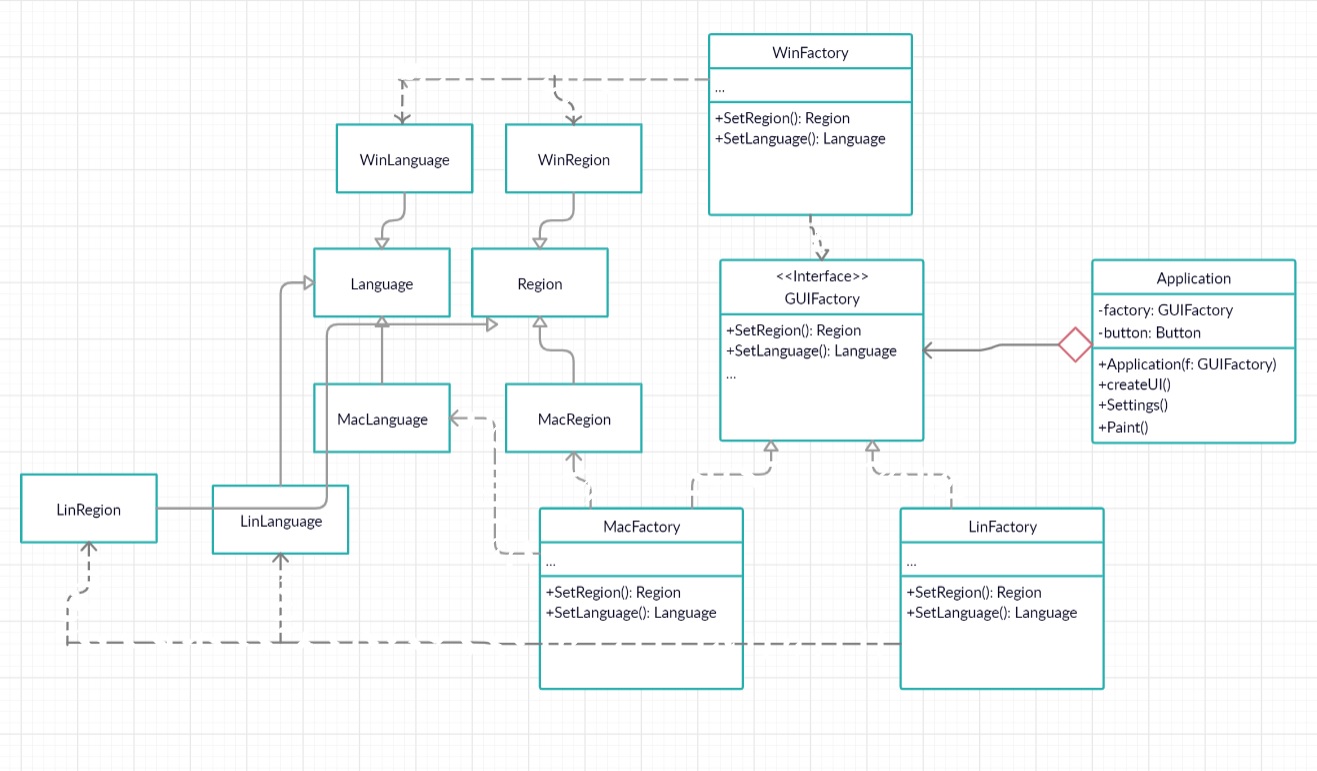 WinFactory
...
+SetRegion(): Region
+SetLanguage(): Language
WinLanguage
WinRegion
Language
Region
<<Interface>>
GUIFactory
+SetRegion(): Region
+SetLanguage(): Language
...
Application
-factory: GUIFactory
-button: Button
+Application(f: GUIFactory)
+createUI()
+Settings()
+Paint()
MacLanguage
MacRegion
LinRegion
LinLanguage
MacFactory
...
+SetRegion(): Region
+SetLanguage(): Language
LinFactory
...
+SetRegion(): Region
+SetLanguage(): Language